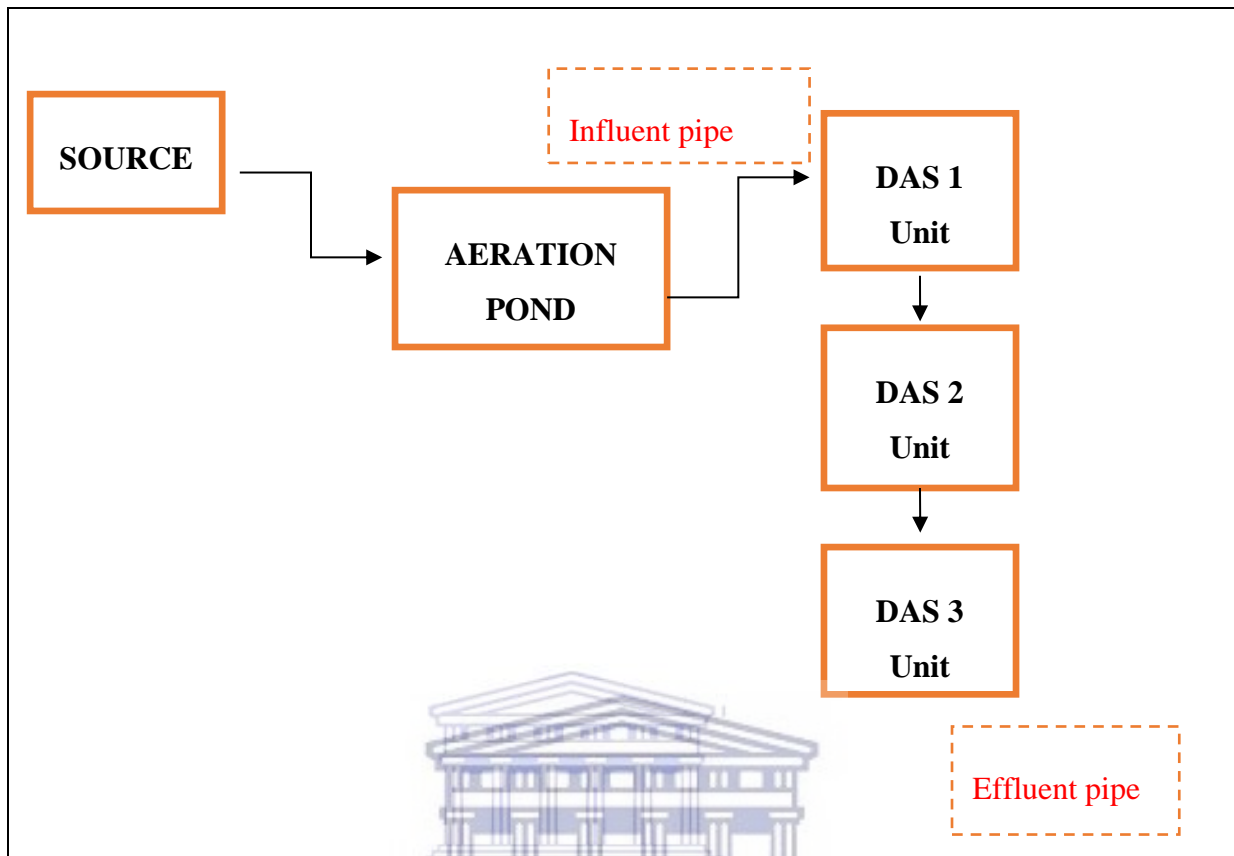 SOURCE
Influent pipe
AERATION
POND
DAS 1
Unit
DAS 2
Unit
DAS 3
Unit
Effluent pipe